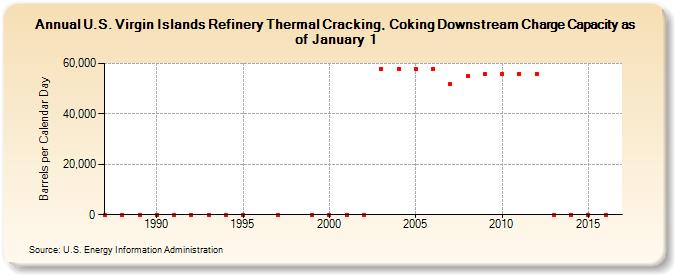 Annual U.S. Virgin Islands Refinery Thermal Cracking, Coking Downstream Charge Capacity as
of January 1
Barrels per Calendar Day
60,000
40,000
20,000
0
1990 1995 2000 2005 2010 2015
Source: U.S. Energy Information Administration